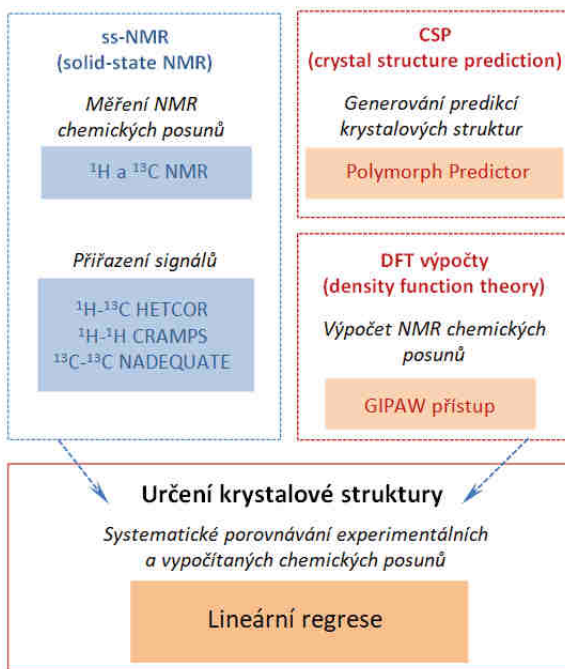 ss-NMR
(solid-state NMR)
Měření NMR
chemických posunů
¹H a ¹³C NMR
Přiřazení signálů
¹H-¹³C HETCOR
¹H-¹H CRAMPS
¹³C-¹³C NADEQUATE
CSP
(crystal structure prediction)
Generování predikcí
krystalových struktur
Polymorph Predictor
DFT výpočty
(density function theory)
Výpočet NMR chemických
posunů
GIPAW přístup
Určení krystalové struktury
Systematické porovnávání experimentálních
a vypočítaných chemických posunů
Lineární regrese